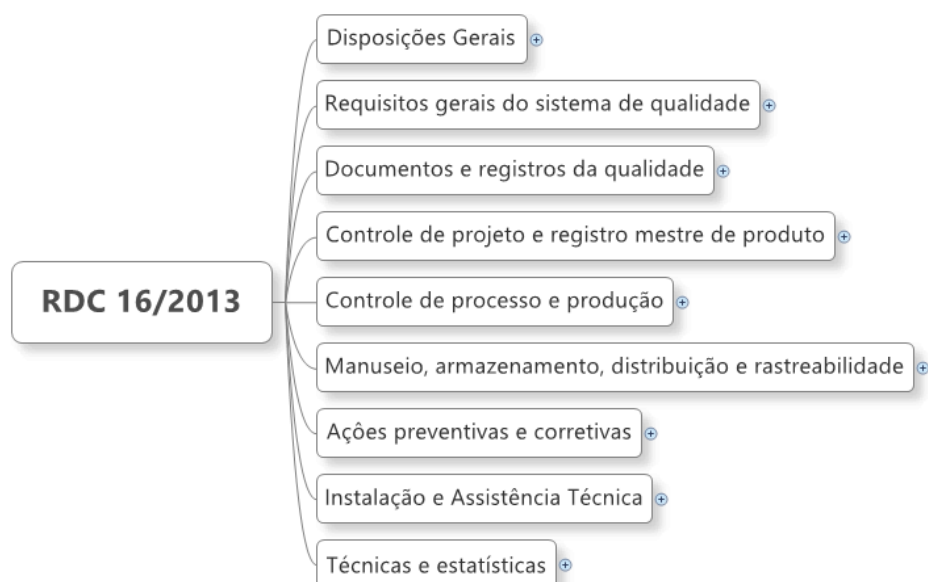 RDC 16/2013
Disposições Gerais
Requisitos gerais do sistema de qualidade
Documentos e registros da qualidade
Controle de projeto e registro mestre de produto
Controle de processo e produção
Manuseio, armazenamento, distribuição e rastreabilidade
Açôes preventivas e corretivas
Instalação e Assistência Técnica
Técnicas e estatísticas